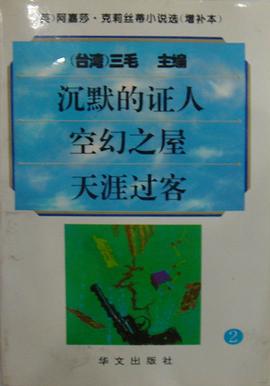 英)阿嘉莎·克莉丝蒂小说选(增补本)
(台湾)三毛 主编
沉默的证人
空幻之屋
天涯过客
2
华文出版社